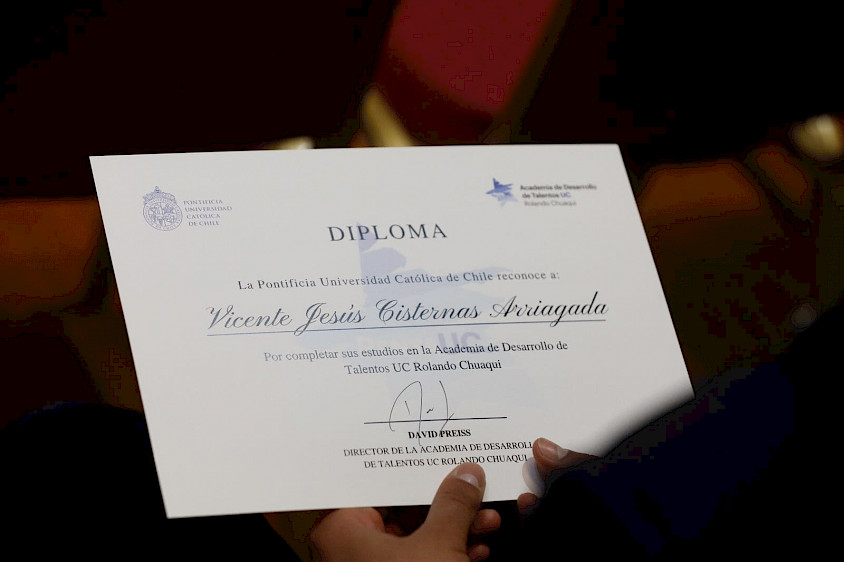 PONTIFICIA
UNIVERSIDAD
CATÓLICA
DE CHILE
Academia de Desarrollo
de Talentos UC
Rolando Chuaqui
DIPLOMA
La Pontificia Universidad Católica de Chile reconoce a:
Vicente Jesús Cisternas Arriagada
UC
Por completar sus estudios en la Academia de Desarrollo de
Talentos UC Rolando Chuaqui
DAVID PREISS
DIRECTOR DE LA ACADEMIA DE DESARROLL
DE TALENTOS UC ROLANDO CHUAQUI